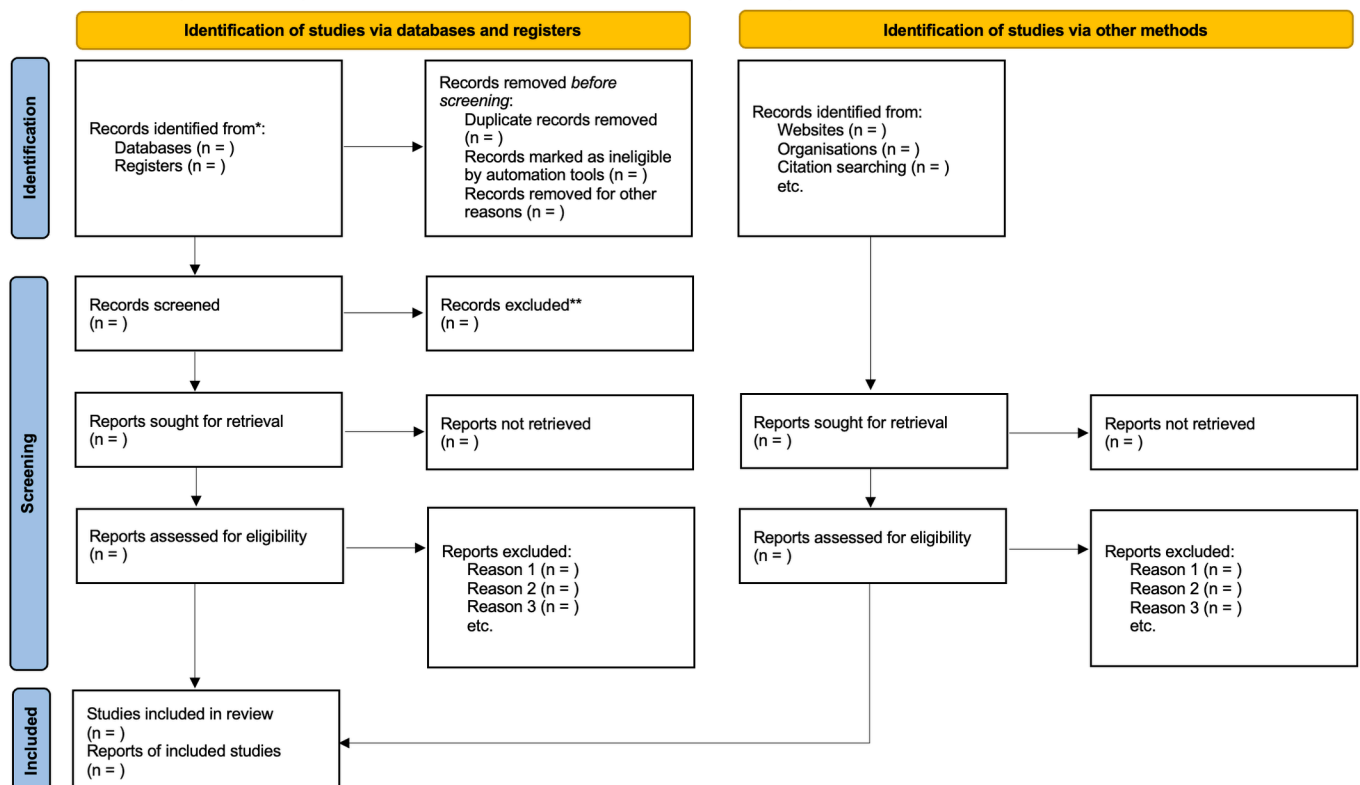 Identification of studies via databases and registers
Identification of studies via other methods
Identification
Records identified from*:
Databases (n = )
Registers (n = )
Records removed before
screening:
Duplicate records removed
(n = )
Records marked as ineligible
by automation tools (n = )
Records removed for other
reasons (n = )
Records identified from:
Websites (n = )
Organisations (n = )
Citation searching (n = )
etc.
Screening
Records screened
(n = )
Records excluded**
(n = )
Reports sought for retrieval
(n = )
Reports not retrieved
(n = )
Reports sought for retrieval
(n = )
Reports not retrieved
(n = )
Reports assessed for eligibility
(n = )
Reports excluded:
Reason 1 (n = )
Reason 2 (n = )
Reason 3 (n = )
etc.
Reports assessed for eligibility
(n = )
Reports excluded:
Reason 1 (n = )
Reason 2 (n = )
Reason 3 (n = )
etc.
Included
Studies included in review
(n = )
Reports of included studies
(n = )